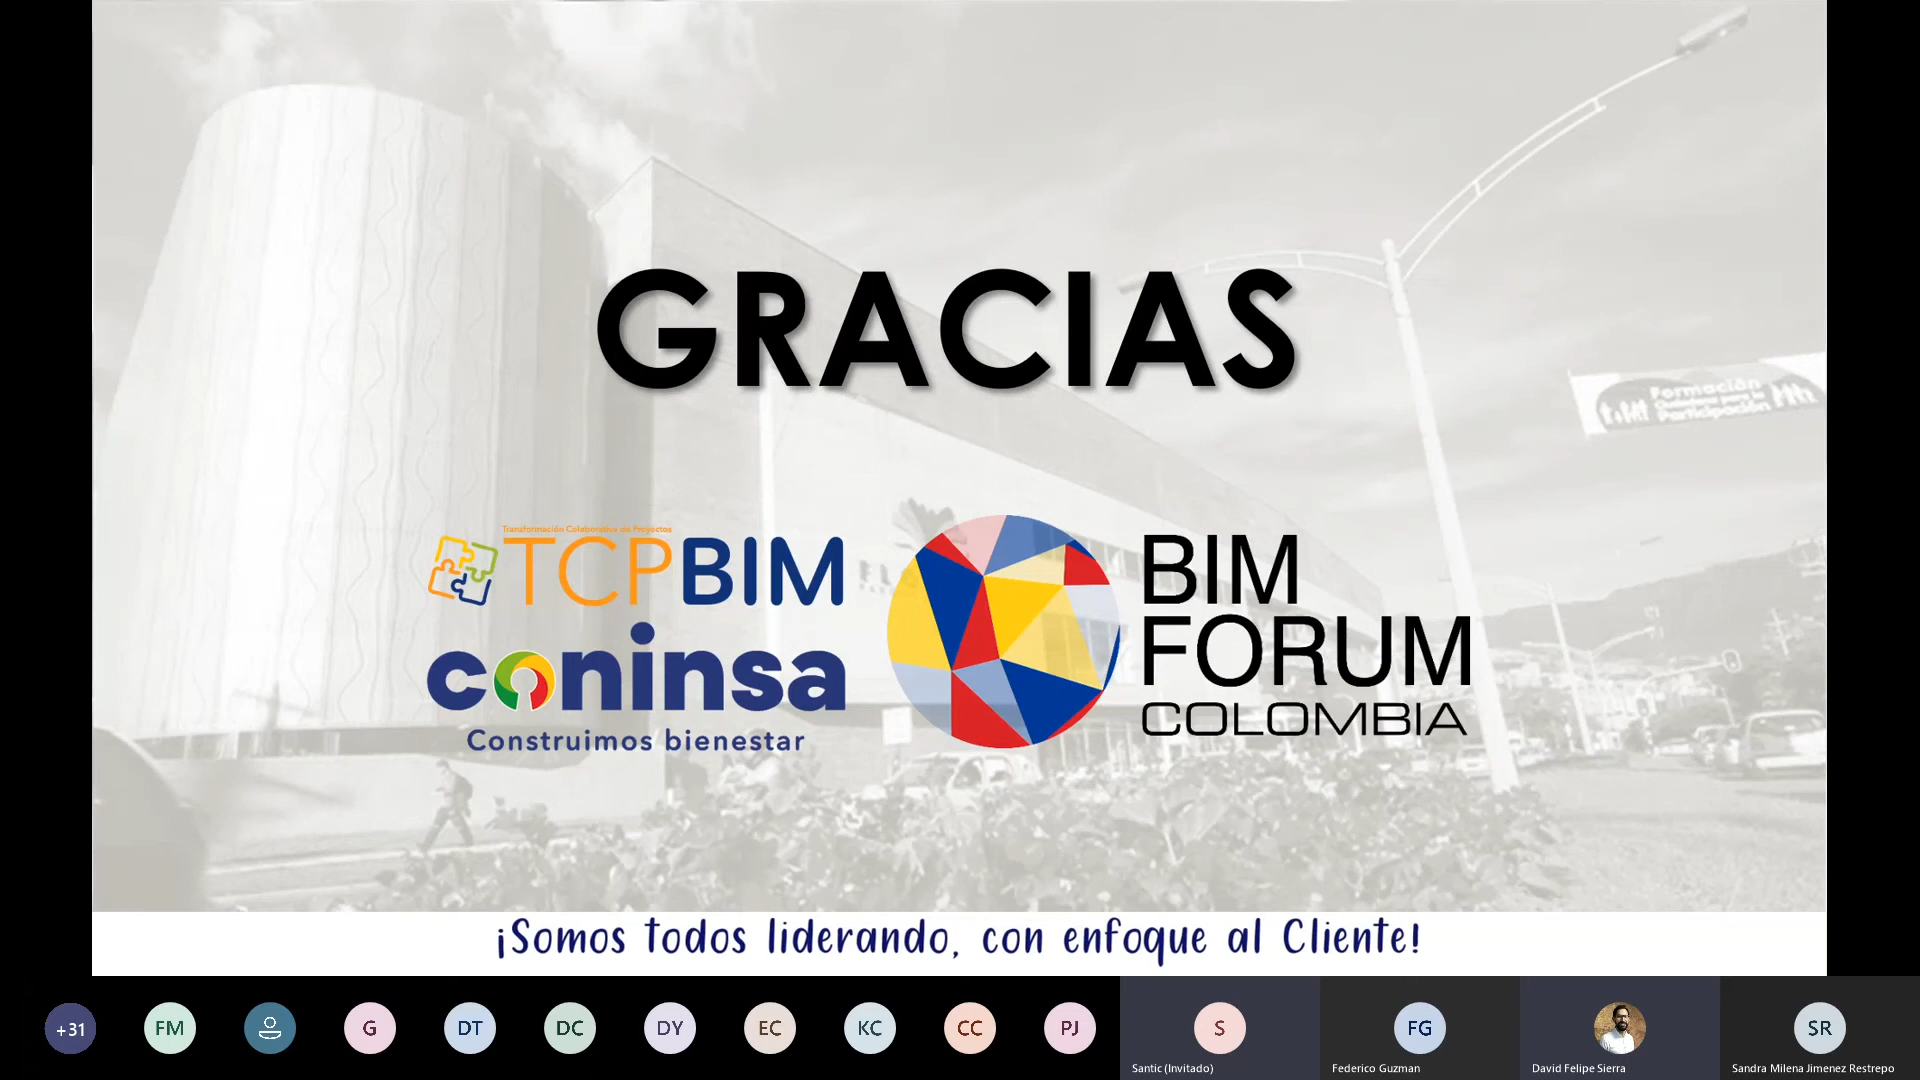 GRACIAS
Formación
Participación
Transformación Colaborativa de Proyectos
TCPBIM
coninsa
Construimos bienestar
BIM
FORUM
COLOMBIA
¡Somos todos liderando, con enfoque al Cliente!
+31
FM
G
DT
DC
DY
EC
KC
CC
PJ
S
FG
SR
Santic (Invitado)
Federico Guzman
David Felipe Sierra
Sandra Milena Jimenez Restrepo